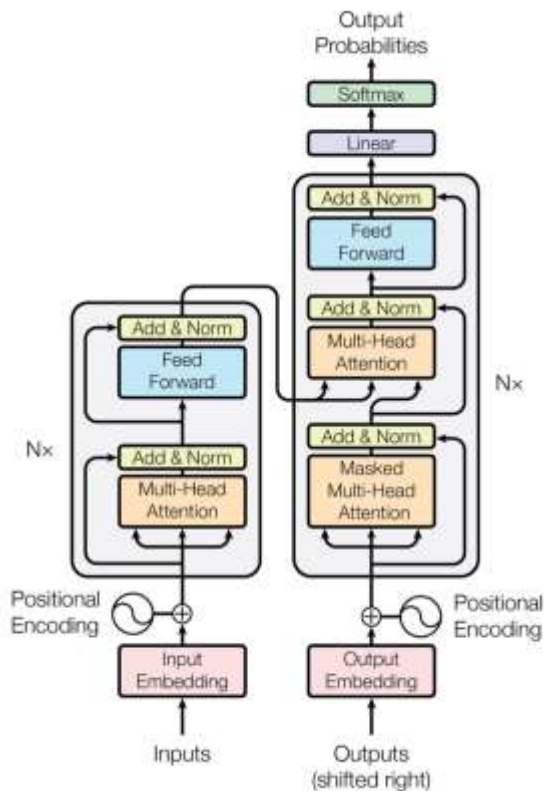 Output
Probabilities
Softmax
Linear
Add & Norm
Feed
Forward
Add & Norm
Multi-Head
Attention
Nx
Add & Norm
Masked
Multi-Head
Attention
Add & Norm
Feed
Forward
Nx
Add & Norm
Multi-Head
Attention
Positional
Encoding
Positional
Encoding
Input
Embedding
Output
Embedding
Inputs
Outputs
(shifted right)